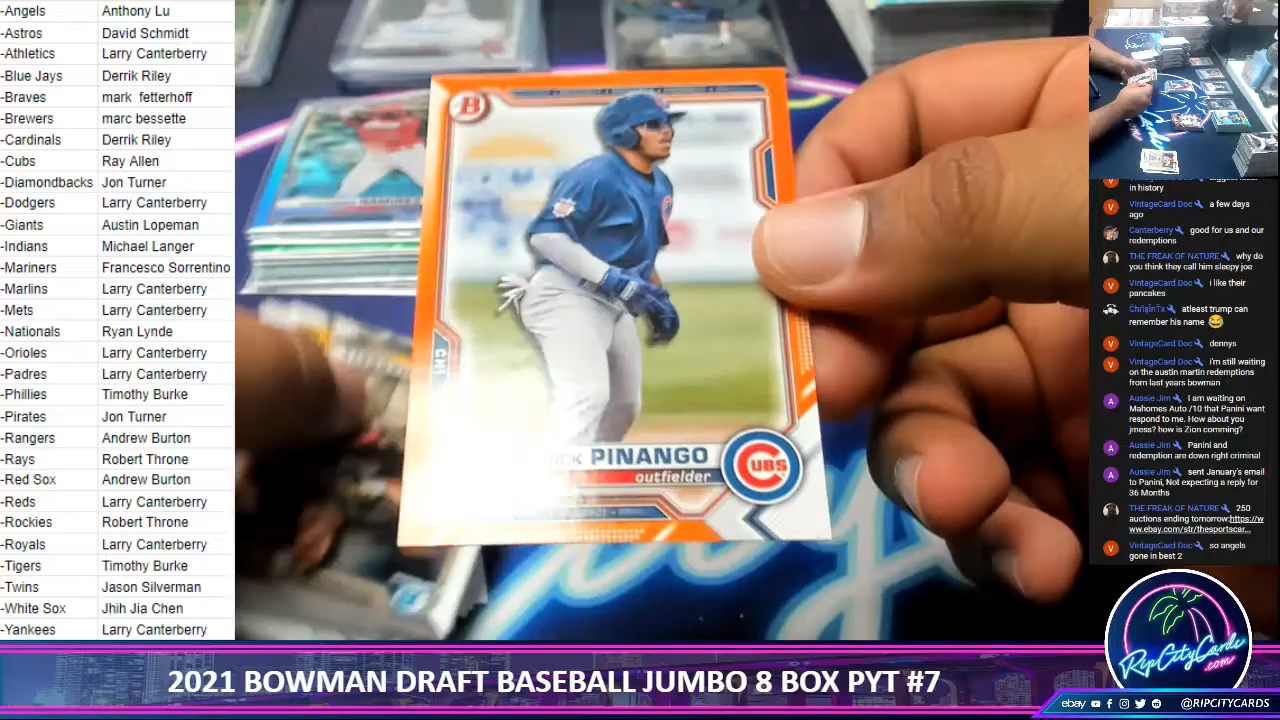 -Angels Anthony Lu
-Astros David Schmidt
-Athletics Larry Canterberry
-Blue Jays Derrik Riley
-Braves mark fetterhoff
-Brewers marc bessette
-Cardinals Derrik Riley
-Cubs Ray Allen
-Diamondbacks Jon Turner
-Dodgers Larry Canterberry
-Giants Austin Lopeman
-Indians Michael Langer
-Mariners Francesco Sorrentino
-Marlins Larry Canterberry
-Mets Larry Canterberry
-Nationals Ryan Lynde
-Orioles Larry Canterberry
-Padres Larry Canterberry
-Phillies Timothy Burke
-Pirates Jon Turner
-Rangers Andrew Burton
-Rays Robert Throne
-Red Sox Andrew Burton
-Reds Larry Canterberry
-Rockies Robert Throne
-Royals Larry Canterberry
-Tigers Timothy Burke
-Twins Jason Silverman
-White Sox Jhih Jia Chen
-Yankees Larry Canterberry
B
PINANGO
outfielder
CUBS
in history
VintageCard Doc a few days
ago
Canterberry good for us and our
redemptions
THE FREAK OF NATURE why do
you think they call him sleepy joe
VintageCard Doc i like their
pancakes
atleast trump can
remember his name 😂
VintageCard Doc dennys
VintageCard Doc i'm still waiting
on the austin martin redemptions
from last years bowman
Aussie Jim I am waiting on
Mahomes Auto /10 that Panini want
respond to me. How about you
jmess? how is Zion comming?
Aussie Jim Panini and
redemption are down right criminal
Aussie Jim sent January's email
to Panini, Not expecting a reply for
36 Months
THE FREAK OF NATURE 250
auctions ending tomorrow:https://w
ww.ebay.com/str/thesportscar...
VintageCard Doc so angels
gone in best 2
RipCityCards
.com
2021 BOWMAN DRAFT BASEBALL JUMBO 8 BOX PYT #7
ebay @RIPCITYCARDS